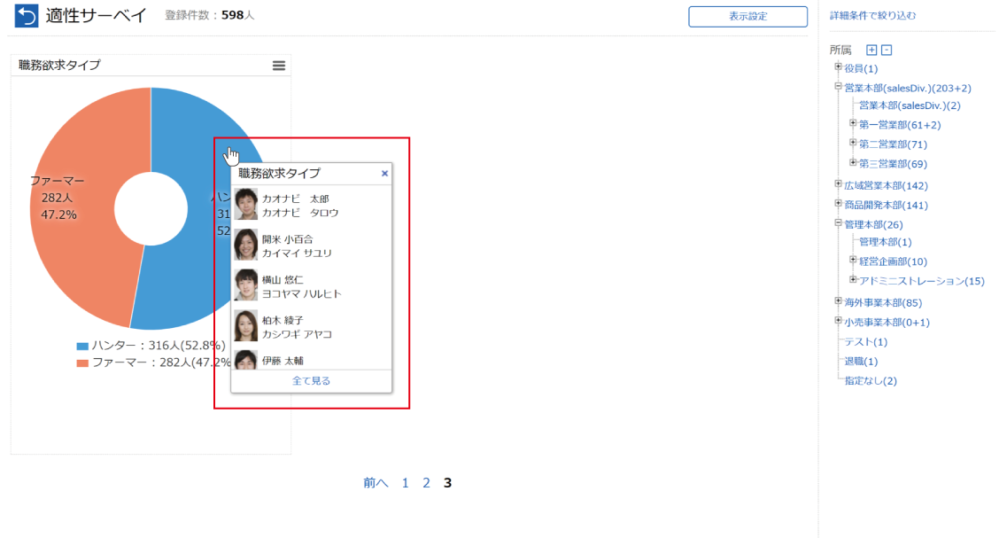 適性サーベイ 登録件数：598人
表示設定
詳細条件で絞り込む
職務欲求タイプ
ファーマー
282人
47.2%
ハン
31
52
職務欲求タイプ ×
カオナビ　太郎
カオナビ　タロウ
開米 小百合
カイマイ サユリ
横山 悠仁
ヨコヤマ ハルヒト
柏木 綾子
カシワギ アヤコ
伊藤 太輔
全て見る
ハンター：316人(52.8%)
ファーマー：282人(47.2%
前へ 1 2 3
所属 + -
役員(1)
営業本部(salesDiv.)(203+2)
営業本部(salesDiv.)(2)
第一営業部(61+2)
第二営業部(71)
第三営業部(69)
広域営業本部(142)
商品開発本部(141)
管理本部(26)
管理本部(1)
経営企画部(10)
アドミニストレーション(15)
海外事業本部(85)
小売事業本部(0+1)
テスト(1)
退職(1)
指定なし(2)